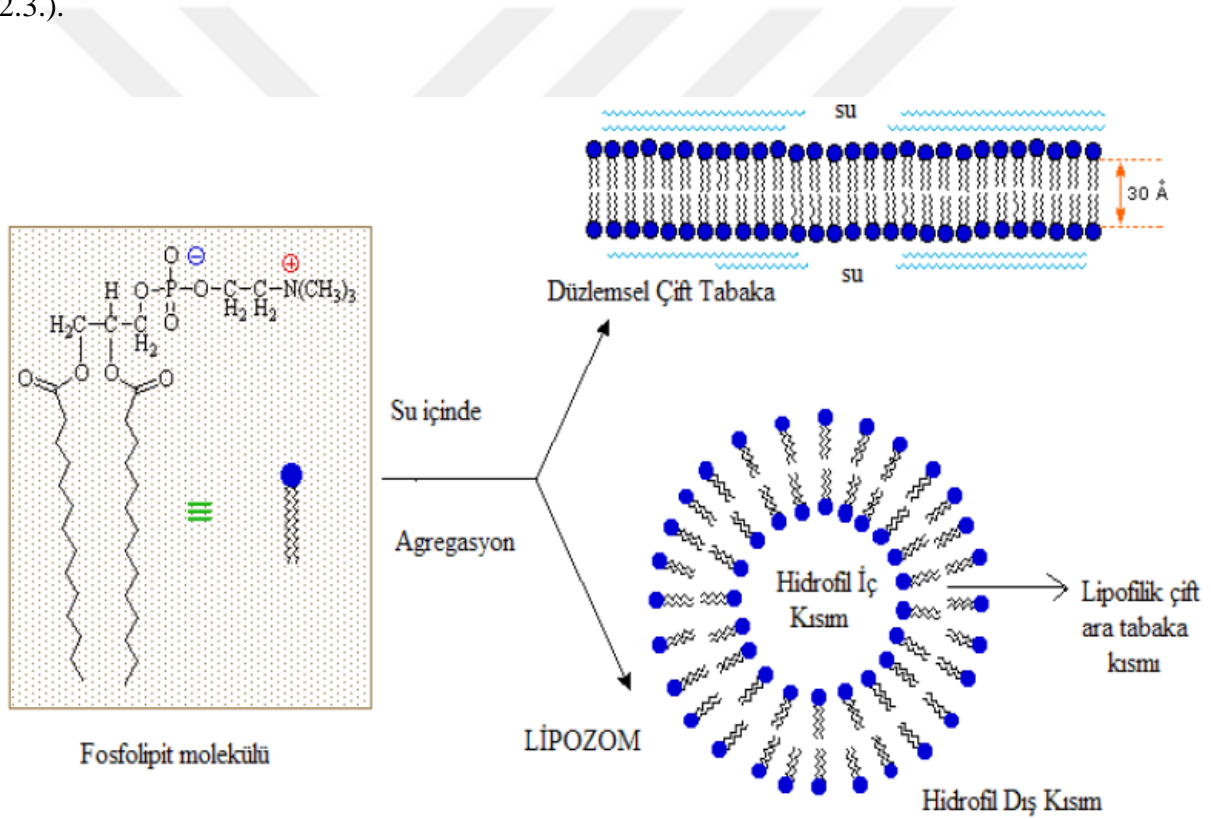 2.3.).
su
30 Å
su
Düzlemsel Çift Tabaka
O ⊖ ⊕
H O-P-O-C-C-N(CH₃)₃
O H₂ H₂
H₂C-C-C
H₂
O O O O
Su içinde
≡
Agregasyon
Hidrofil İç
Kısım
Lipofilik çift
ara tabaka
kısmı
LİPOZOM
Fosfolipit molekülü
Hidrofil Dış Kısım